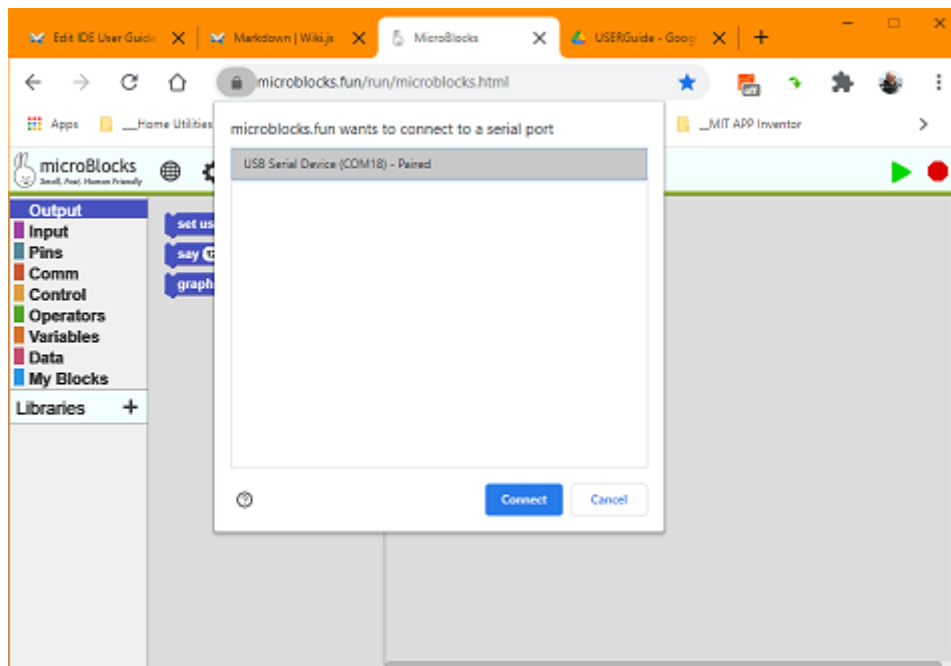 Edit IDE User Guide
Markdown | Wiki.js
MicroBlocks
USERGuide - Goog
microblocks.fun/run/microblocks.html
OFF
Apps
__Home Utilities
__MIT APP Inventor
microblocks.fun wants to connect to a serial port
USB Serial Device (COM18) - Paired
microBlocks
Small, Fast, Human Friendly
Output
Input
Pins
Comm
Control
Operators
Variables
Data
My Blocks
Libraries +
set us
say
graph
Connect
Cancel